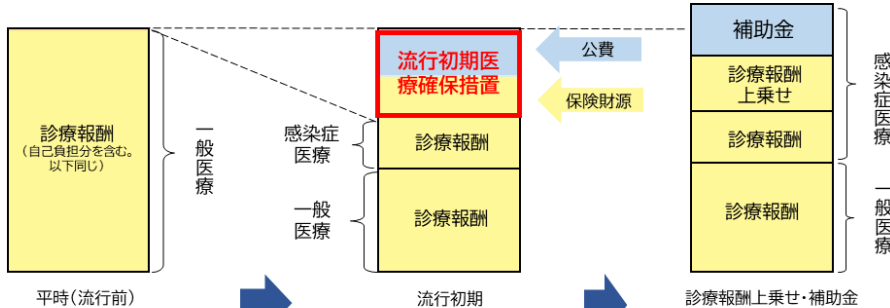 診療報酬
(自己負担分を含む。
以下同じ)
一般医療
平時(流行前)
流行初期医
療確保措置
公費
保険財源
感染症
医療
診療報酬
一般
医療
診療報酬
流行初期
補助金
診療報酬
上乗せ
診療報酬
感染症医療
診療報酬
一般医療
診療報酬上乗せ・補助金